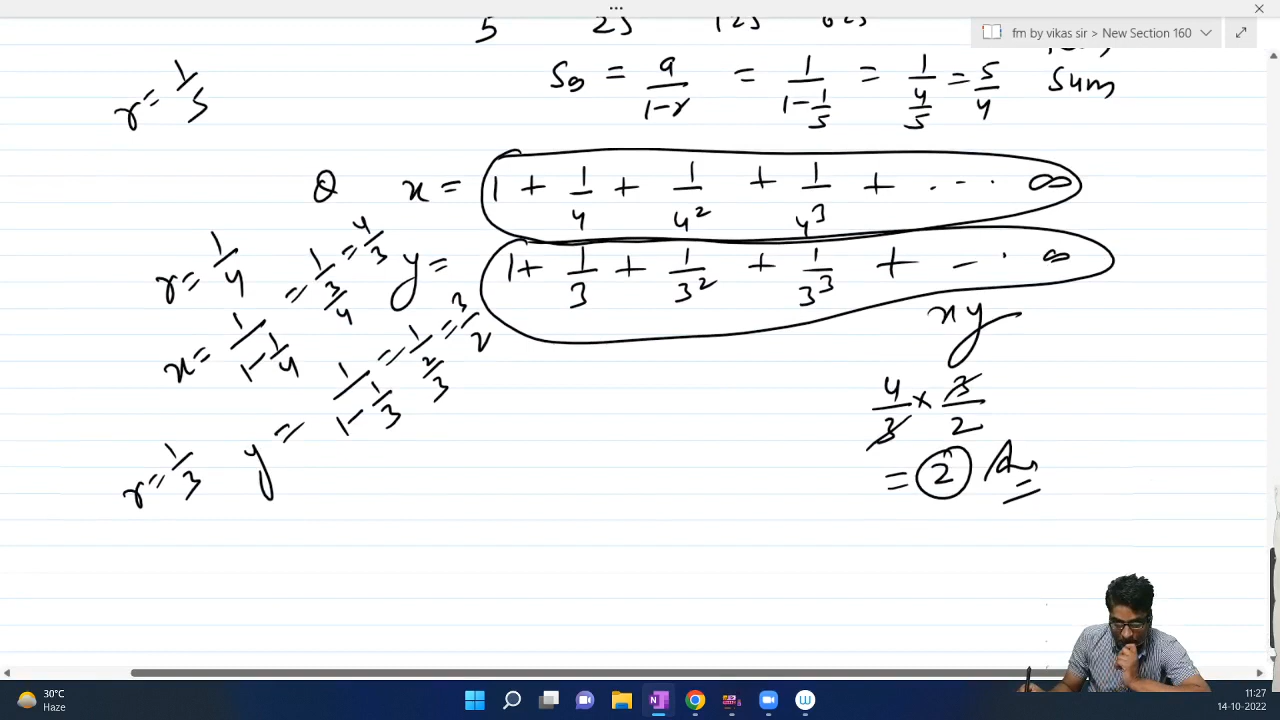 fm by vikas sir > New Section 160
5 25 125 625
r = 1/5
S∞ = a/(1-r) = 1/(1-1/5) = 1/(4/5) = 5/4
Sum
Q x = 1 + 1/4 + 1/4² + 1/4³ + .-- . ∞
r = 1/4
y = 1 + 1/3 + 1/3² + 1/3³ + - . ∞
x = 1/(1-1/4) = 1/(3/4) = 4/3
xy
r = 1/3 y = 1/(1-1/3) = 1/(2/3) = 3/2
4/3 × 3/2
= 2 Ans
30°C
Haze
11:27
14-10-2022